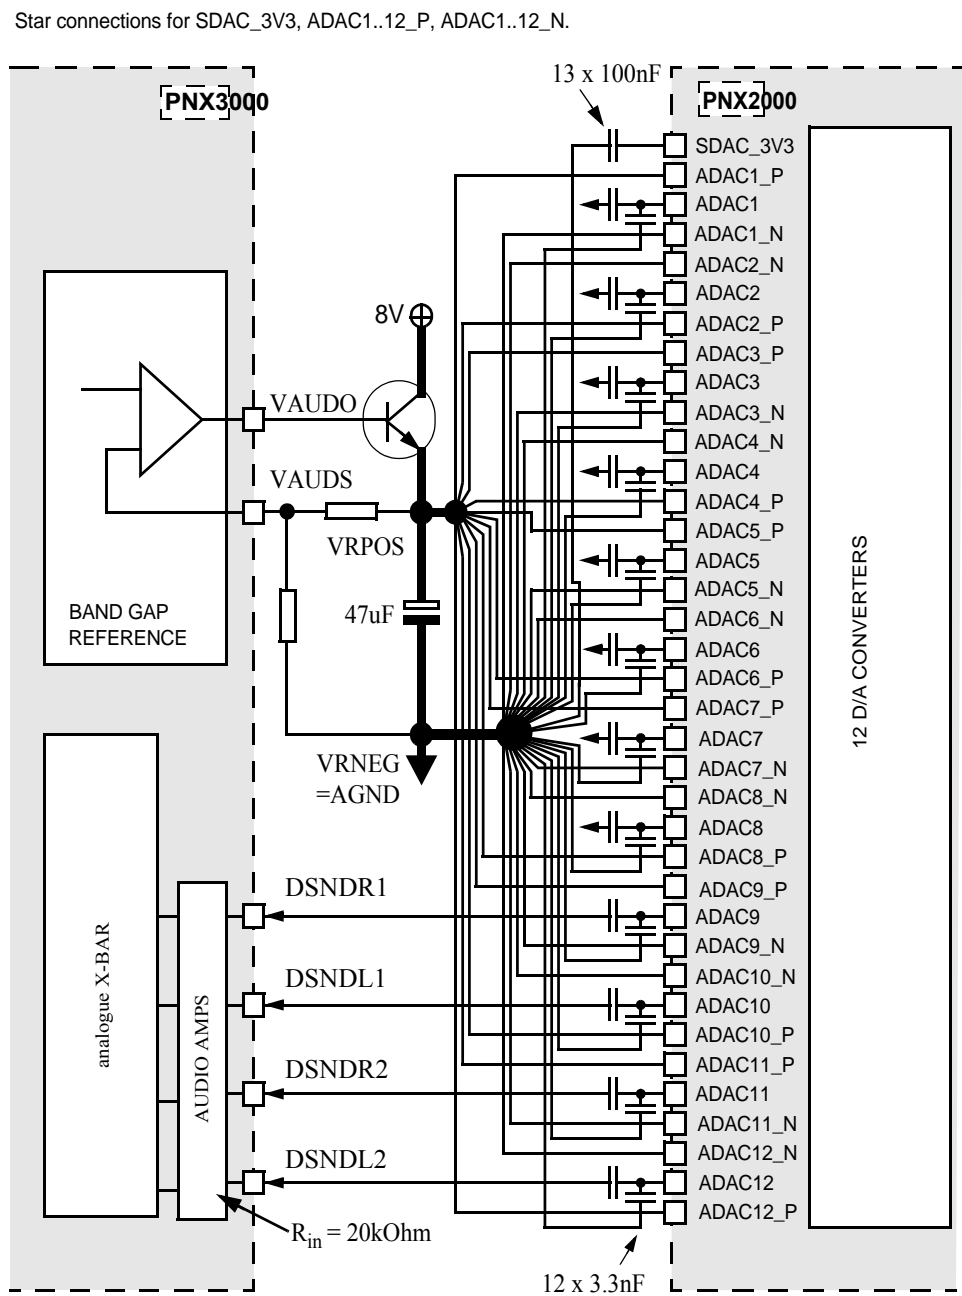 Star connections for SDAC_3V3, ADAC1..12_P, ADAC1..12_N.
13 x 100nF
PNX3000
PNX2000
SDAC_3V3
ADAC1_P
ADAC1
ADAC1_N
ADAC2_N
ADAC2
ADAC2_P
ADAC3_P
ADAC3
ADAC3_N
ADAC4_N
ADAC4
ADAC4_P
ADAC5_P
ADAC5
ADAC5_N
ADAC6_N
ADAC6
ADAC6_P
ADAC7_P
ADAC7
ADAC7_N
ADAC8_N
ADAC8
ADAC8_P
ADAC9_P
ADAC9
ADAC9_N
ADAC10_N
ADAC10
ADAC10_P
ADAC11_P
ADAC11
ADAC11_N
ADAC12_N
ADAC12
ADAC12_P
12 D/A CONVERTERS
8V
VAUDO
VAUDS
VRPOS
47uF
BAND GAP
REFERENCE
VRNEG
=AGND
DSNDR1
DSNDL1
DSNDR2
DSNDL2
analogue X-BAR
AUDIO AMPS
Rin = 20kOhm
12 x 3.3nF